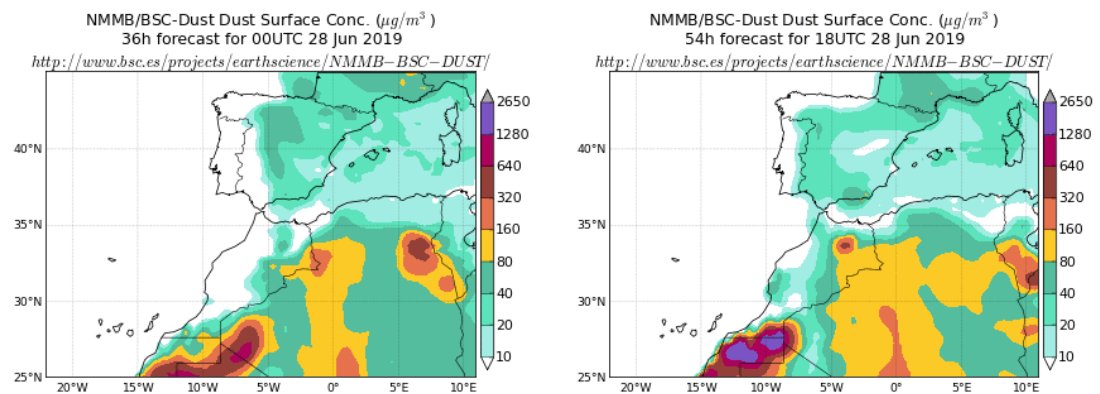 NMMB/BSC-Dust Dust Surface Conc. (μg/m³ )
36h forecast for 00UTC 28 Jun 2019
http://www.bsc.es/projects/earthscience/NMMB−BSC−DUST/
2650
1280
640
320
160
80
40
20
10
40°N
35°N
30°N
25°N
20°W
15°W
10°W
5°W
0°
5°E
10°E
NMMB/BSC-Dust Dust Surface Conc. (μg/m³ )
54h forecast for 18UTC 28 Jun 2019
http://www.bsc.es/projects/earthscience/NMMB−BSC−DUST/
2650
1280
640
320
160
80
40
20
10
40°N
35°N
30°N
25°N
20°W
15°W
10°W
5°W
0°
5°E
10°E